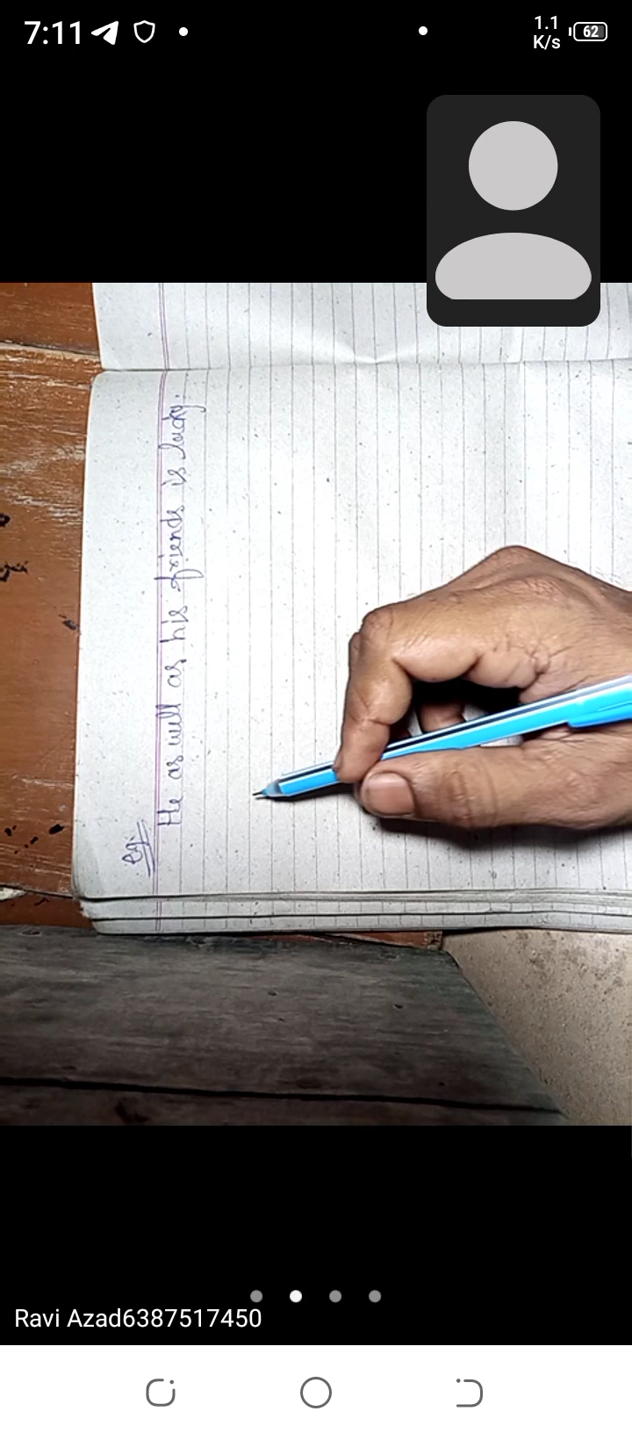 7:11
1.1
K/s
62
eg:
He as well as his friends is lucky.
Ravi Azad6387517450